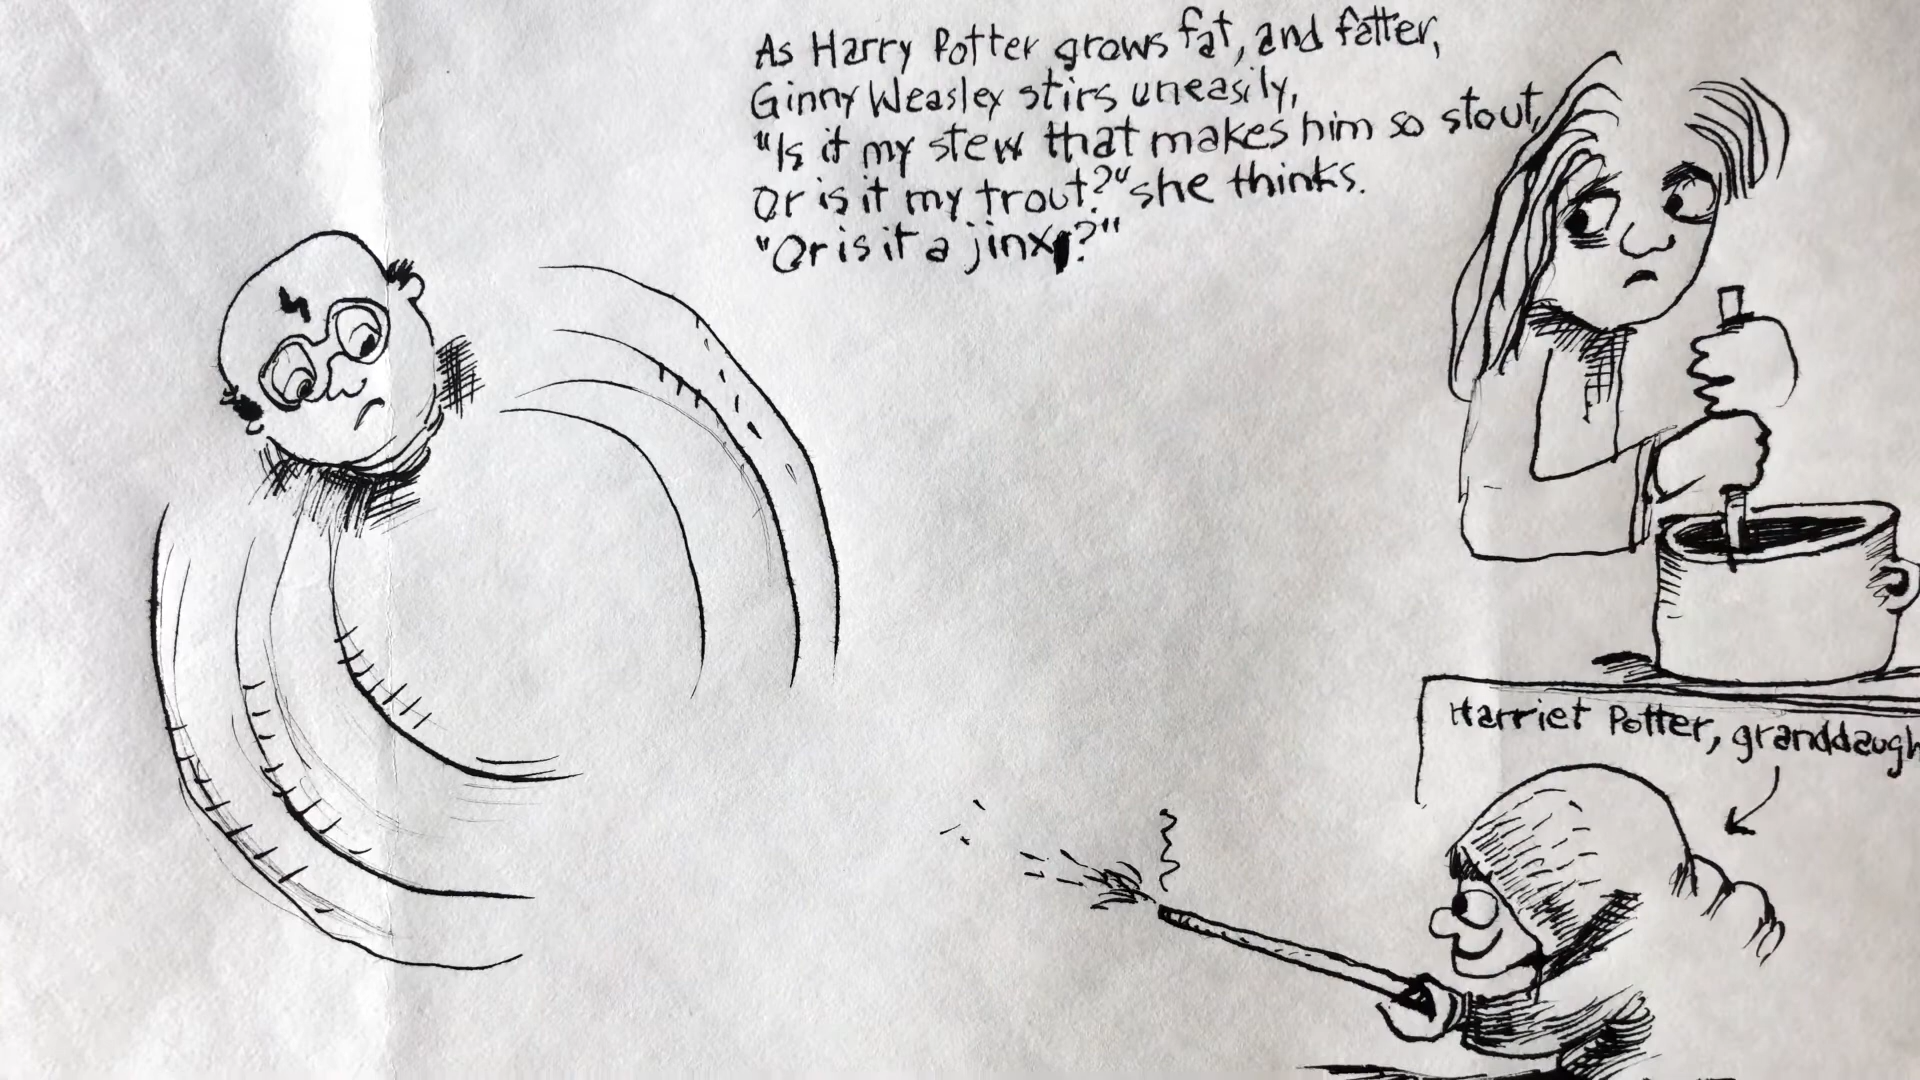 As Harry Potter grows fat, and fatter,
Ginny Weasley stirs uneasily,
"Is it my stew that makes him so stout,
Or is it my trout?" she thinks.
"Or is it a jinx?"
Harriet Potter, granddaugh